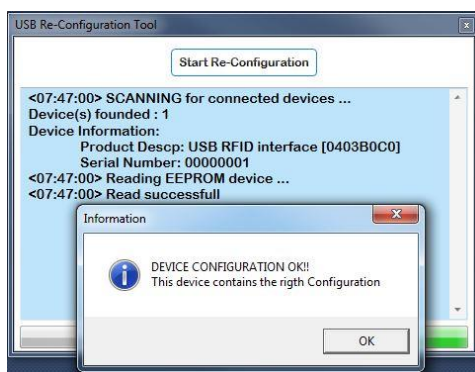 USB Re-Configuration Tool
Start Re-Configuration
<07:47:00> SCANNING for connected devices ...
Device(s) founded : 1
Device Information:
Product Descp: USB RFID interface [0403B0C0]
Serial Number: 00000001
<07:47:00> Reading EEPROM device ...
<07:47:00> Read successfull
Information
DEVICE CONFIGURATION OK!!
This device contains the rigth Configuration
OK